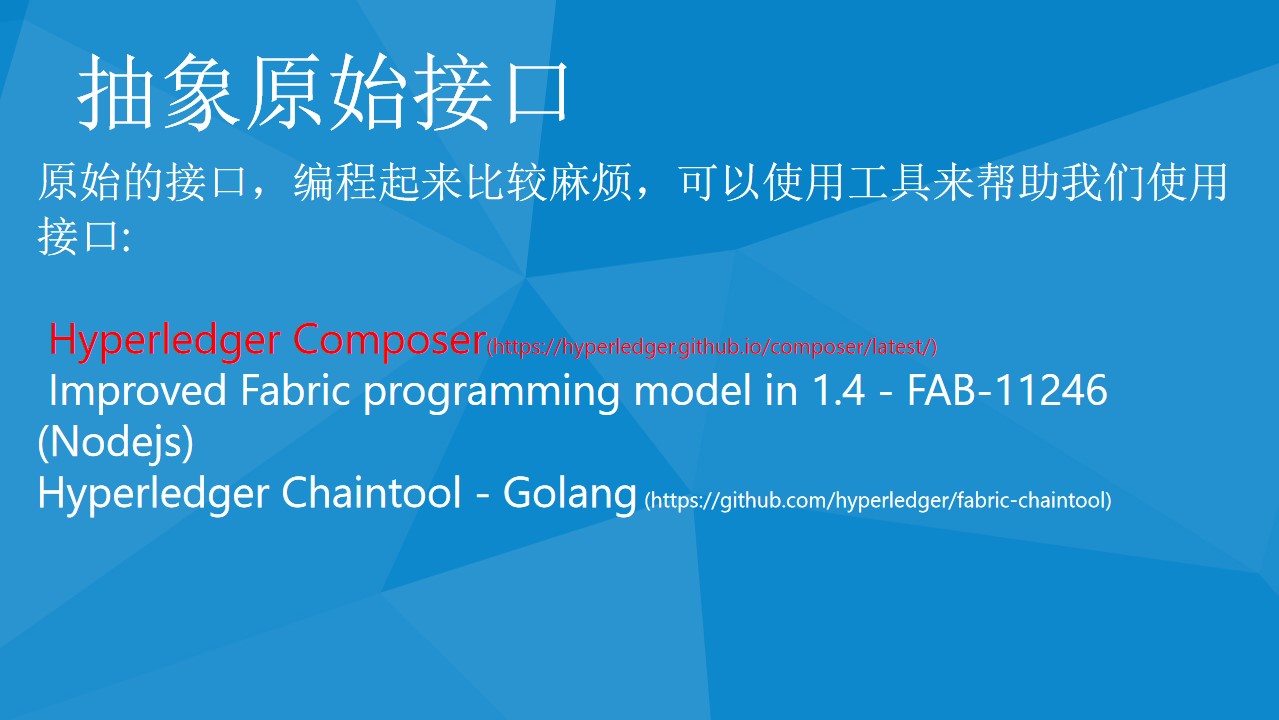 抽象原始接口
原始的接口，编程起来比较麻烦，可以使用工具来帮助我们使用
接口:
Hyperledger Composer(https://hyperledger.github.io/composer/latest/)
Improved Fabric programming model in 1.4 - FAB-11246
(Nodejs)
Hyperledger Chaintool - Golang (https://github.com/hyperledger/fabric-chaintool)